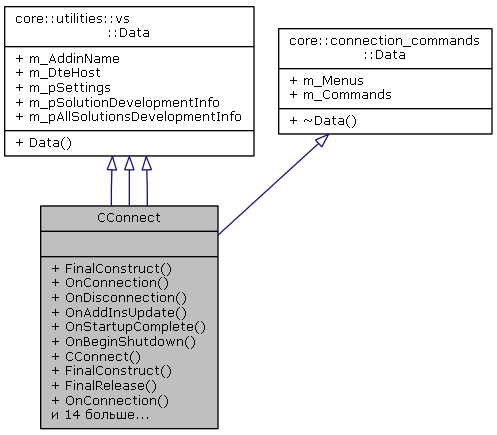 core::utilities::vs
::Data
+ m_AddinName
+ m_DteHost
+ m_pSettings
+ m_pSolutionDevelopmentInfo
+ m_pAllSolutionsDevelopmentInfo
+ Data()
core::connection_commands
::Data
+ m_Menus
+ m_Commands
+ ~Data()
CConnect
+ FinalConstruct()
+ OnConnection()
+ OnDisconnection()
+ OnAddInsUpdate()
+ OnStartupComplete()
+ OnBeginShutdown()
+ CConnect()
+ FinalConstruct()
+ FinalRelease()
+ OnConnection()
и 14 больше...